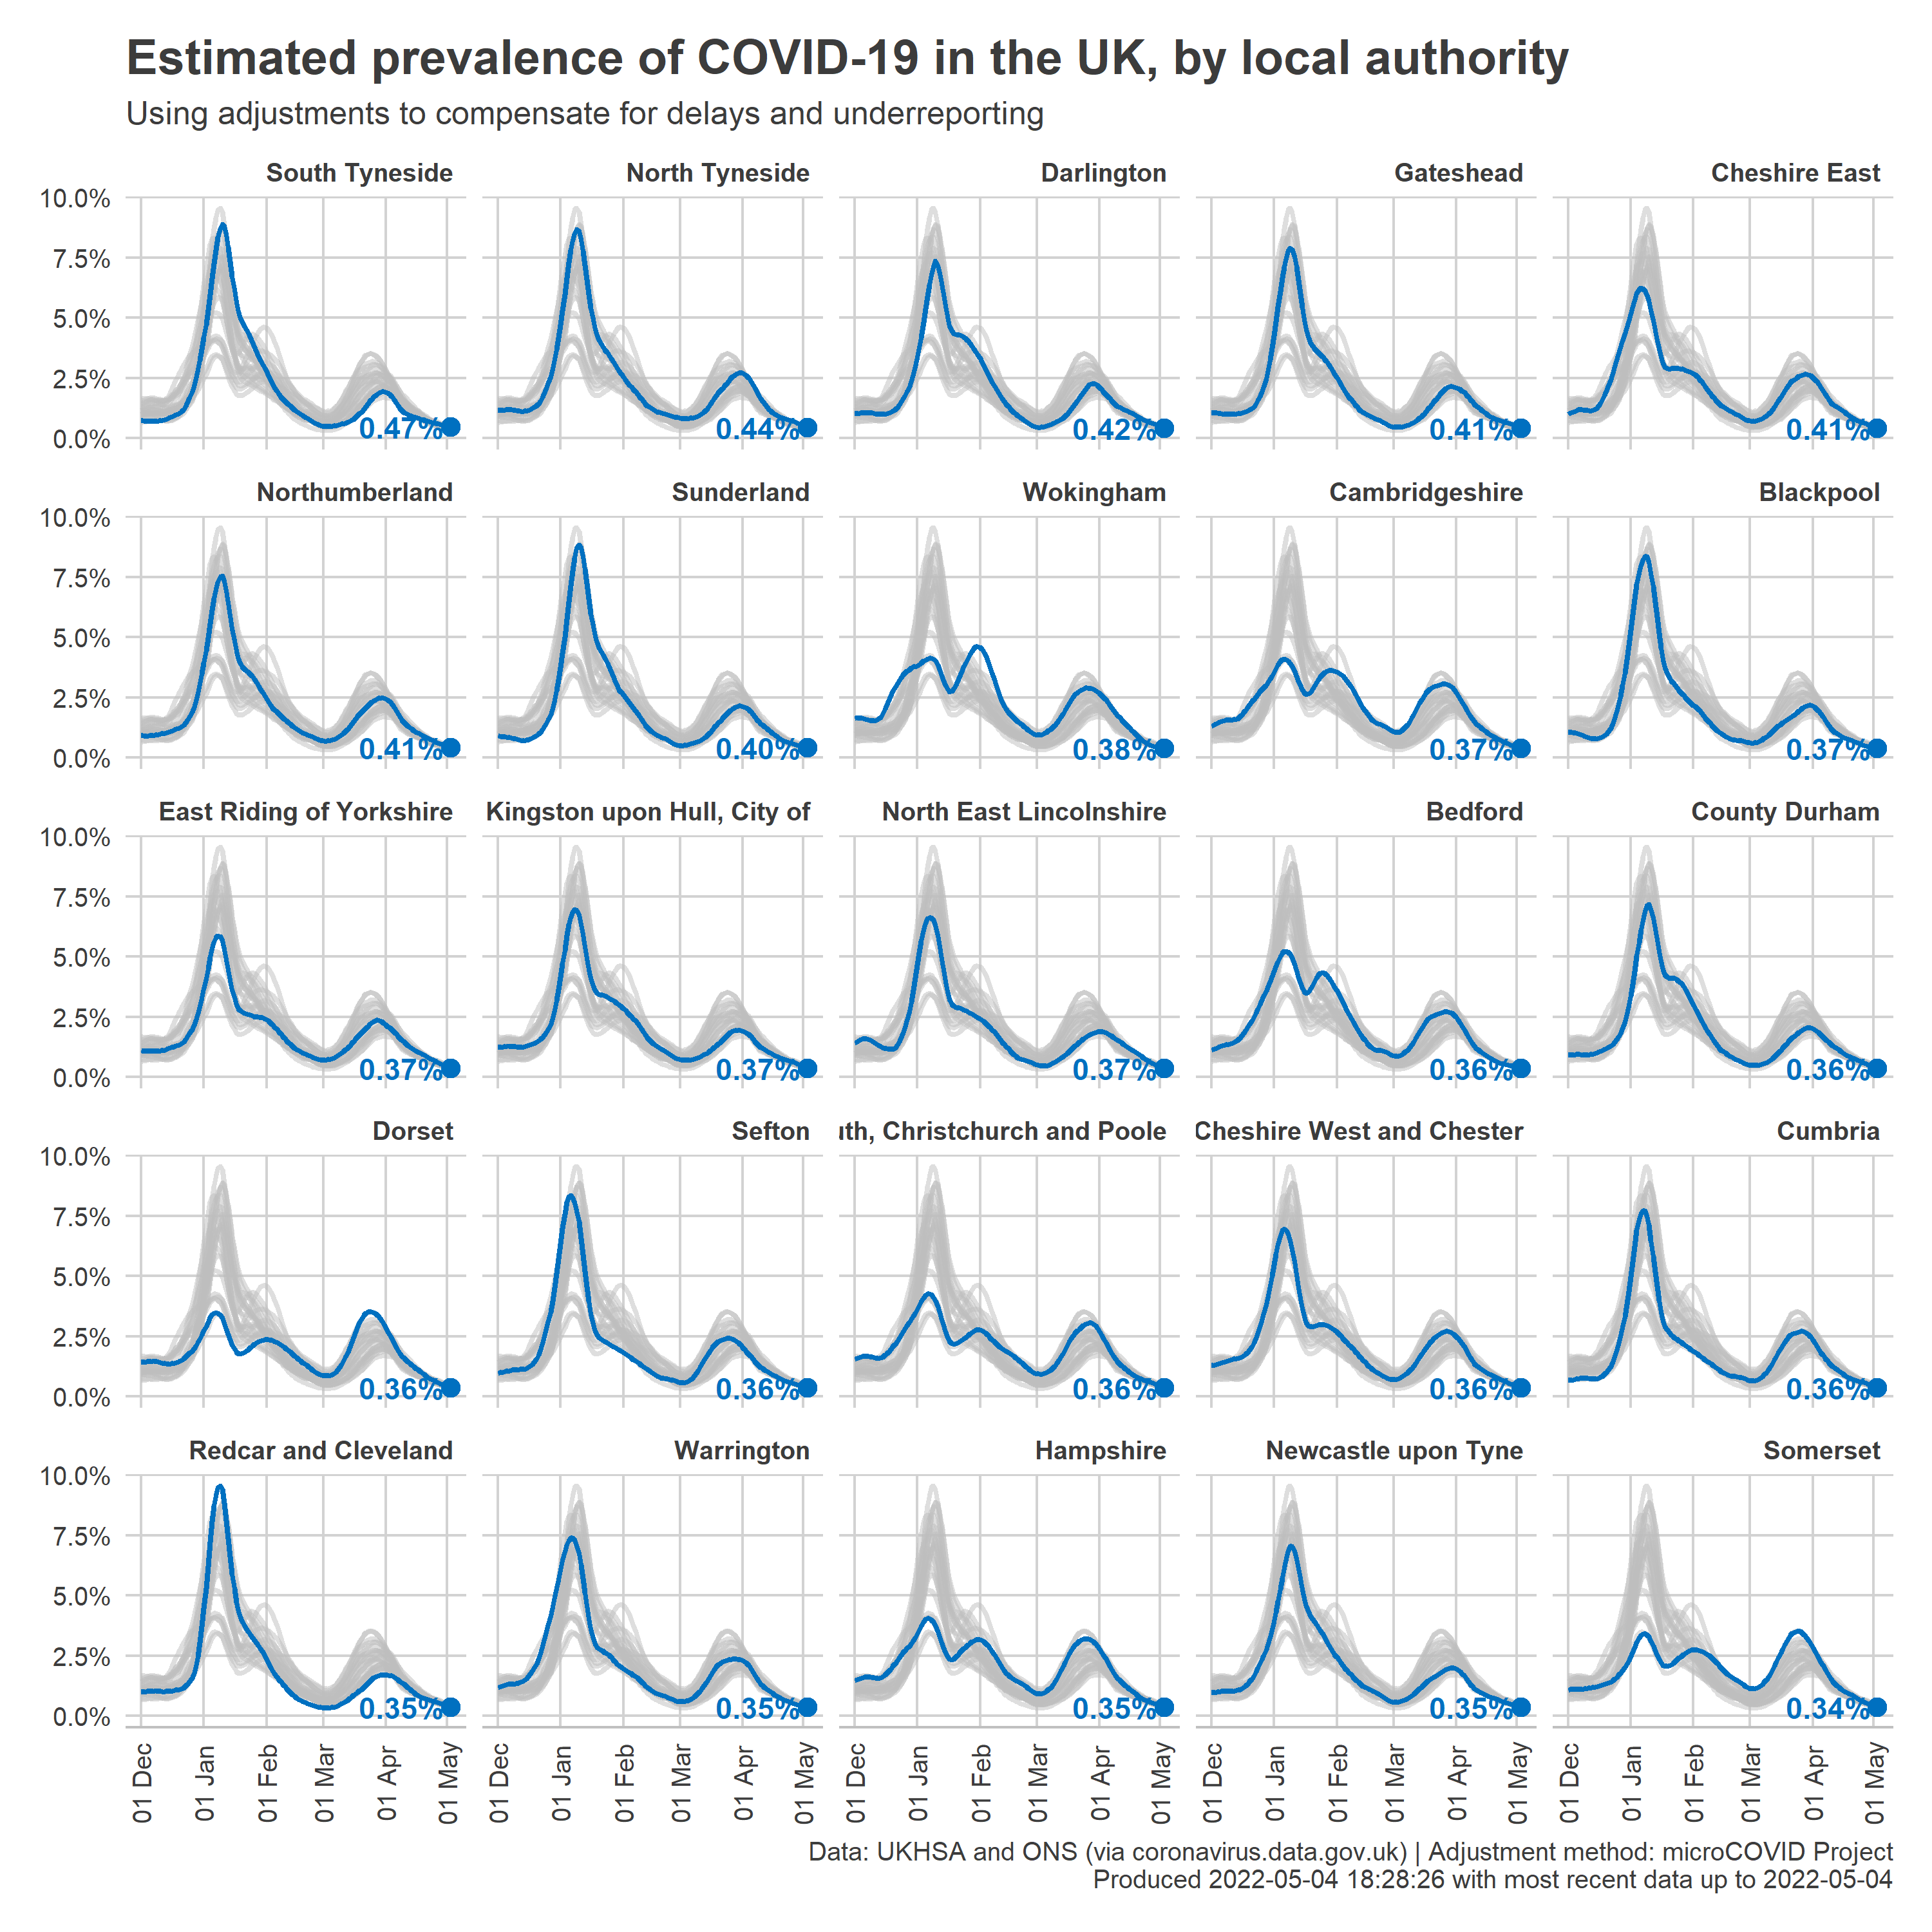 Estimated prevalence of COVID-19 in the UK, by local authority
Using adjustments to compensate for delays and underreporting
South Tyneside North Tyneside Darlington Gateshead Cheshire East
10.0%
7.5%
5.0%
2.5%
0.0%
0.47% 0.44% 0.42% 0.41% 0.41%
Northumberland Sunderland Wokingham Cambridgeshire Blackpool
10.0%
7.5%
5.0%
2.5%
0.0%
0.41% 0.40% 0.38% 0.37% 0.37%
East Riding of Yorkshire Kingston upon Hull, City of North East Lincolnshire Bedford County Durham
10.0%
7.5%
5.0%
2.5%
0.0%
0.37% 0.37% 0.37% 0.36% 0.36%
Dorset Sefton uth, Christchurch and Poole Cheshire West and Chester Cumbria
10.0%
7.5%
5.0%
2.5%
0.0%
0.36% 0.36% 0.36% 0.36% 0.36%
Redcar and Cleveland Warrington Hampshire Newcastle upon Tyne Somerset
10.0%
7.5%
5.0%
2.5%
0.0%
0.35% 0.35% 0.35% 0.35% 0.34%
01 Dec 01 Jan 01 Feb 01 Mar 01 Apr 01 May 01 Dec 01 Jan 01 Feb 01 Mar 01 Apr 01 May 01 Dec 01 Jan 01 Feb 01 Mar 01 Apr 01 May 01 Dec 01 Jan 01 Feb 01 Mar 01 Apr 01 May 01 Dec 01 Jan 01 Feb 01 Mar 01 Apr 01 May
Data: UKHSA and ONS (via coronavirus.data.gov.uk) | Adjustment method: microCOVID Project
Produced 2022-05-04 18:28:26 with most recent data up to 2022-05-04